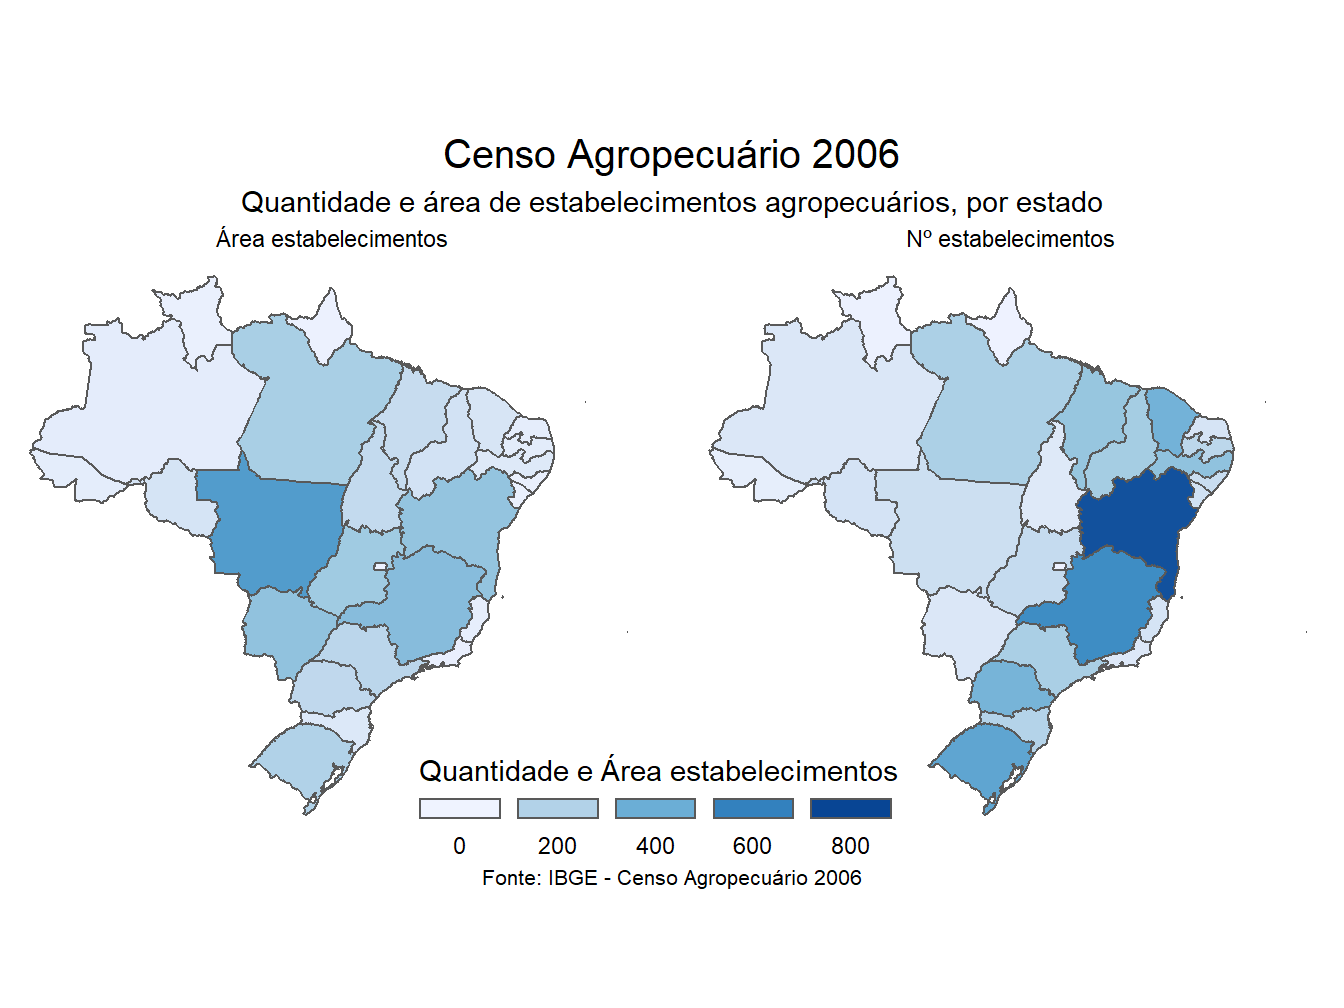 Censo Agropecuário 2006
Quantidade e área de estabelecimentos agropecuários, por estado
Área estabelecimentos
Nº estabelecimentos
Quantidade e Área estabelecimentos
0 200 400 600 800
Fonte: IBGE - Censo Agropecuário 2006